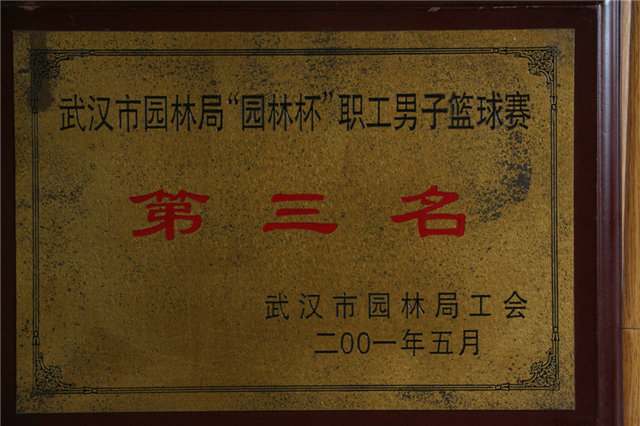 武汉市园林局“园林杯”职工男子篮球赛
第三名
武汉市园林局工会
二00一年五月